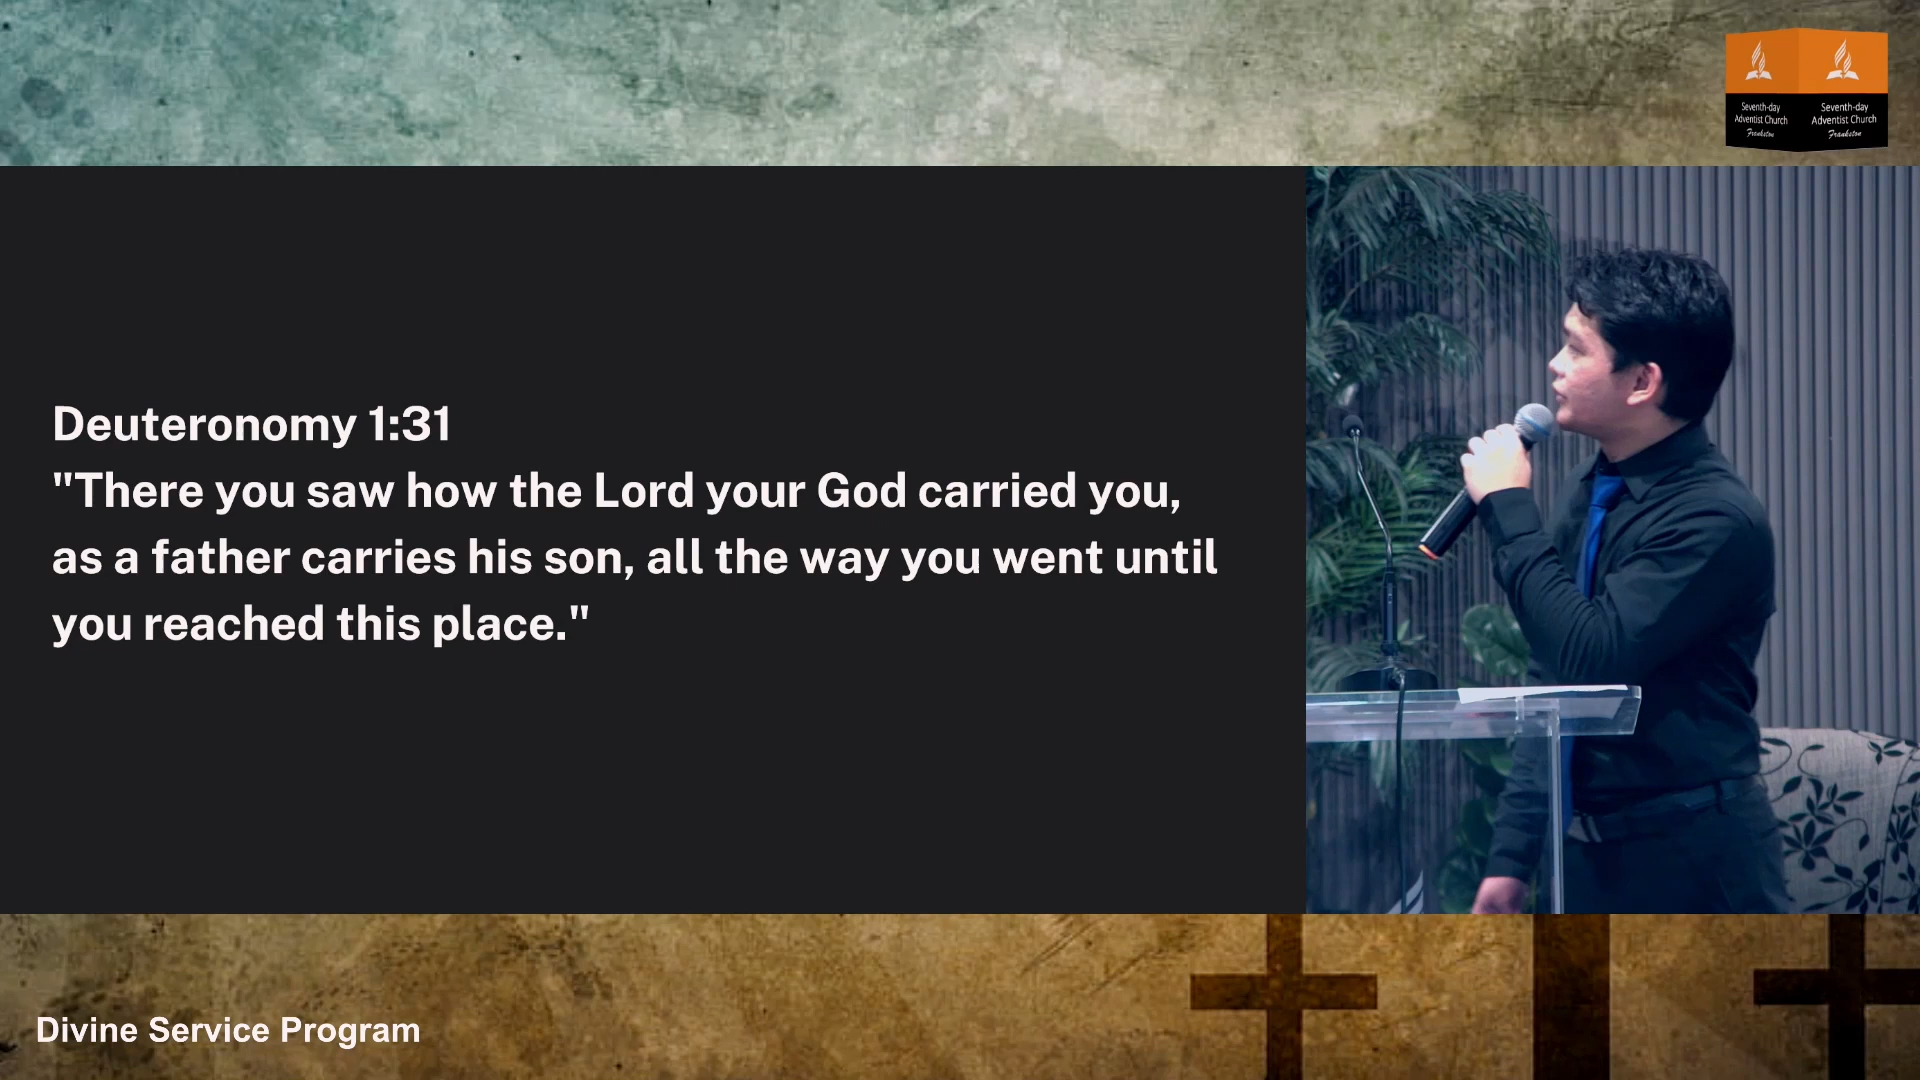 Seventh-day
Adventist Church
Frankston
Seventh-day
Adventist Church
Frankston
Deuteronomy 1:31
"There you saw how the Lord your God carried you,
as a father carries his son, all the way you went until
you reached this place."
Divine Service Program